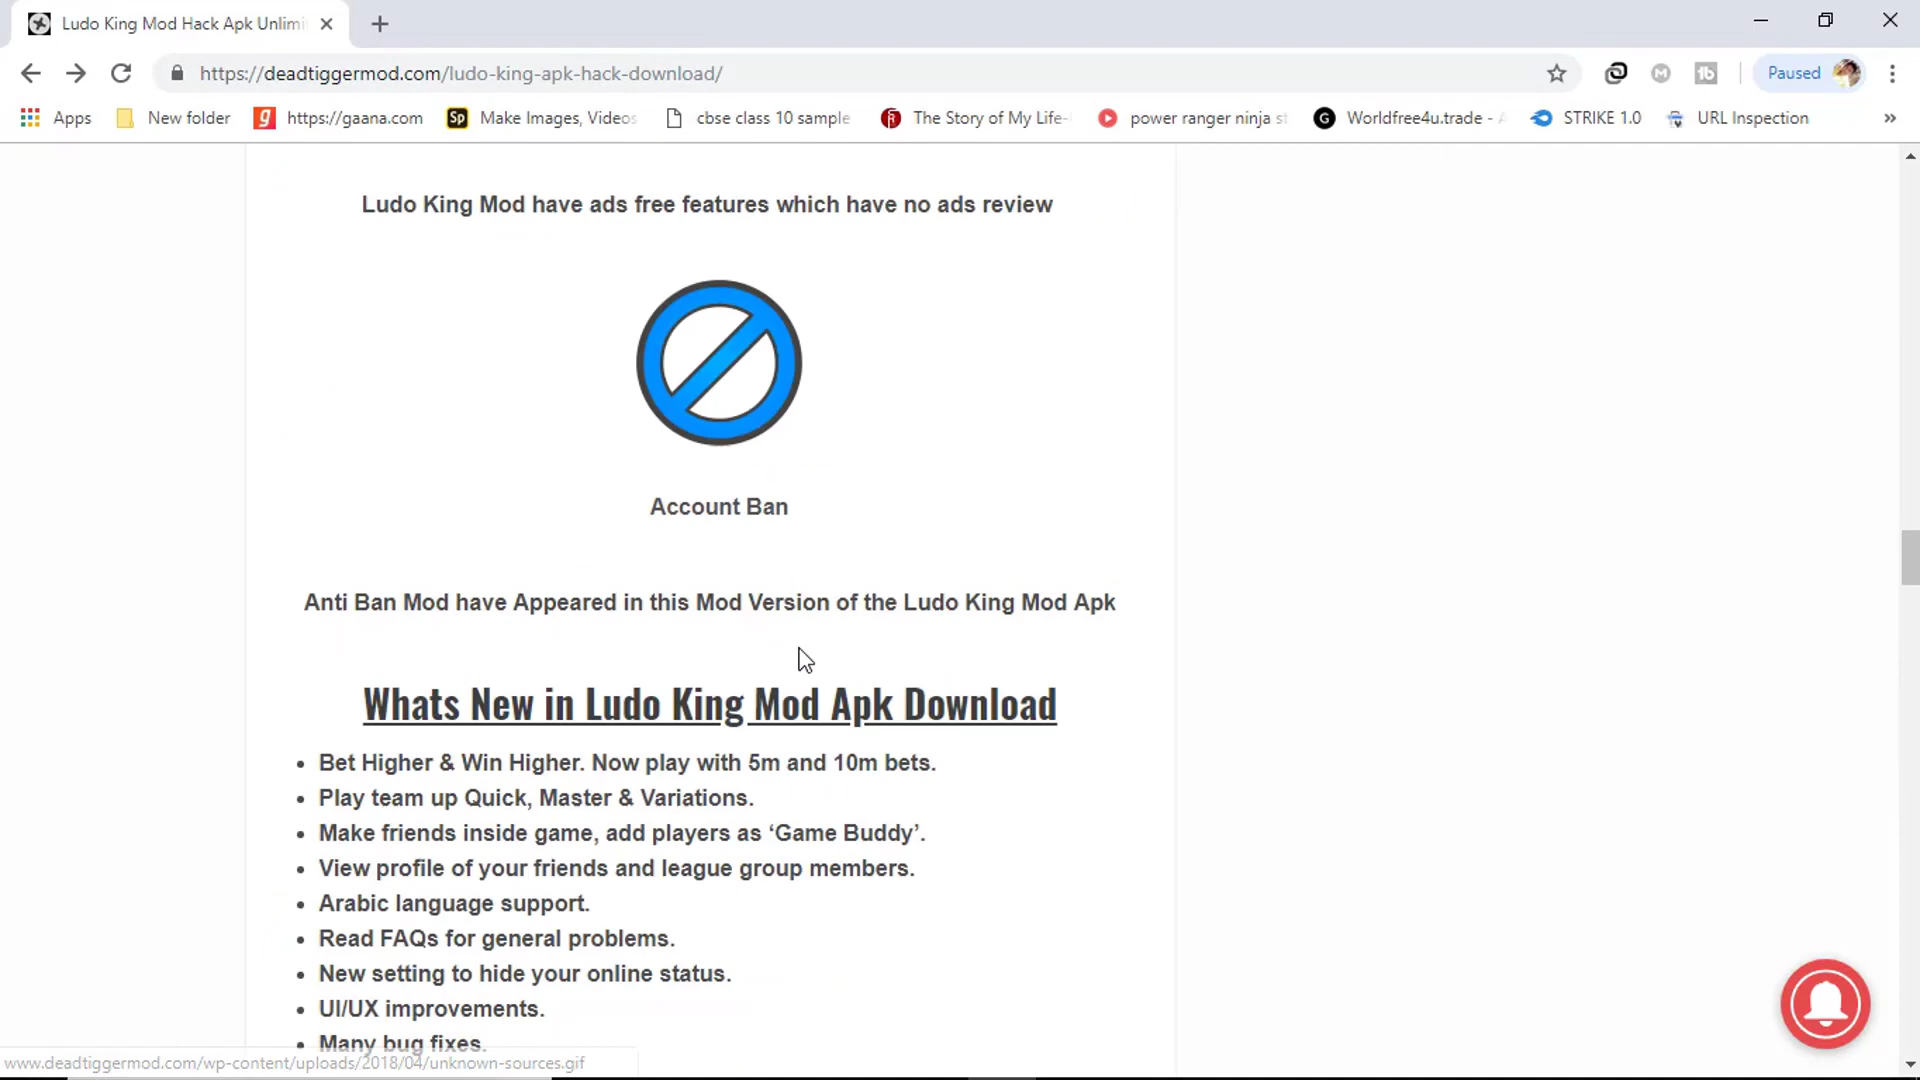 Ludo King Mod Hack Apk Unlimi
https://deadtiggermod.com/ludo-king-apk-hack-download/
Paused
Apps
New folder
https://gaana.com
Sp
Make Images, Videos
cbse class 10 sample
The Story of My Life-
power ranger ninja st
G
Worldfree4u.trade - A
STRIKE 1.0
URL Inspection
»
Ludo King Mod have ads free features which have no ads review
Account Ban
Anti Ban Mod have Appeared in this Mod Version of the Ludo King Mod Apk
Whats New in Ludo King Mod Apk Download
• Bet Higher & Win Higher. Now play with 5m and 10m bets.
• Play team up Quick, Master & Variations.
• Make friends inside game, add players as ‘Game Buddy’.
• View profile of your friends and league group members.
• Arabic language support.
• Read FAQs for general problems.
• New setting to hide your online status.
• UI/UX improvements.
• Many bug fixes.
www.deadtiggermod.com/wp-content/uploads/2018/04/unknown-sources.gif